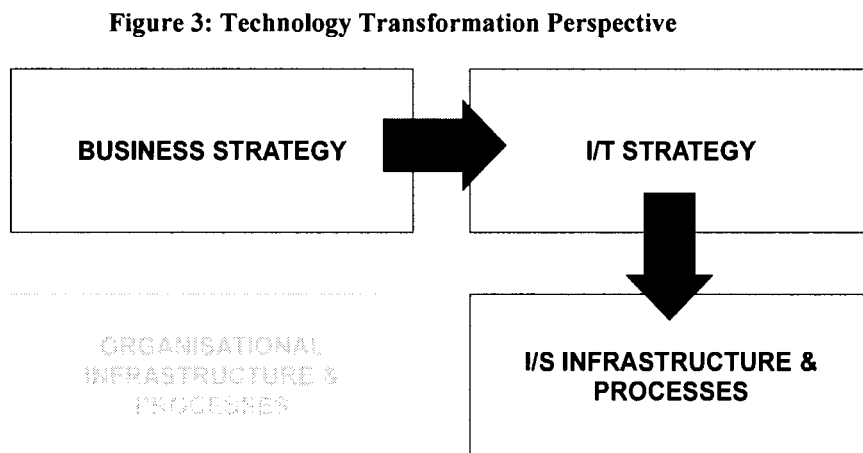 Figure 3: Technology Transformation Perspective
BUSINESS STRATEGY
I/T STRATEGY
ORGANISATIONAL
INFRASTRUCTURE &
PROCESSES
I/S INFRASTRUCTURE &
PROCESSES